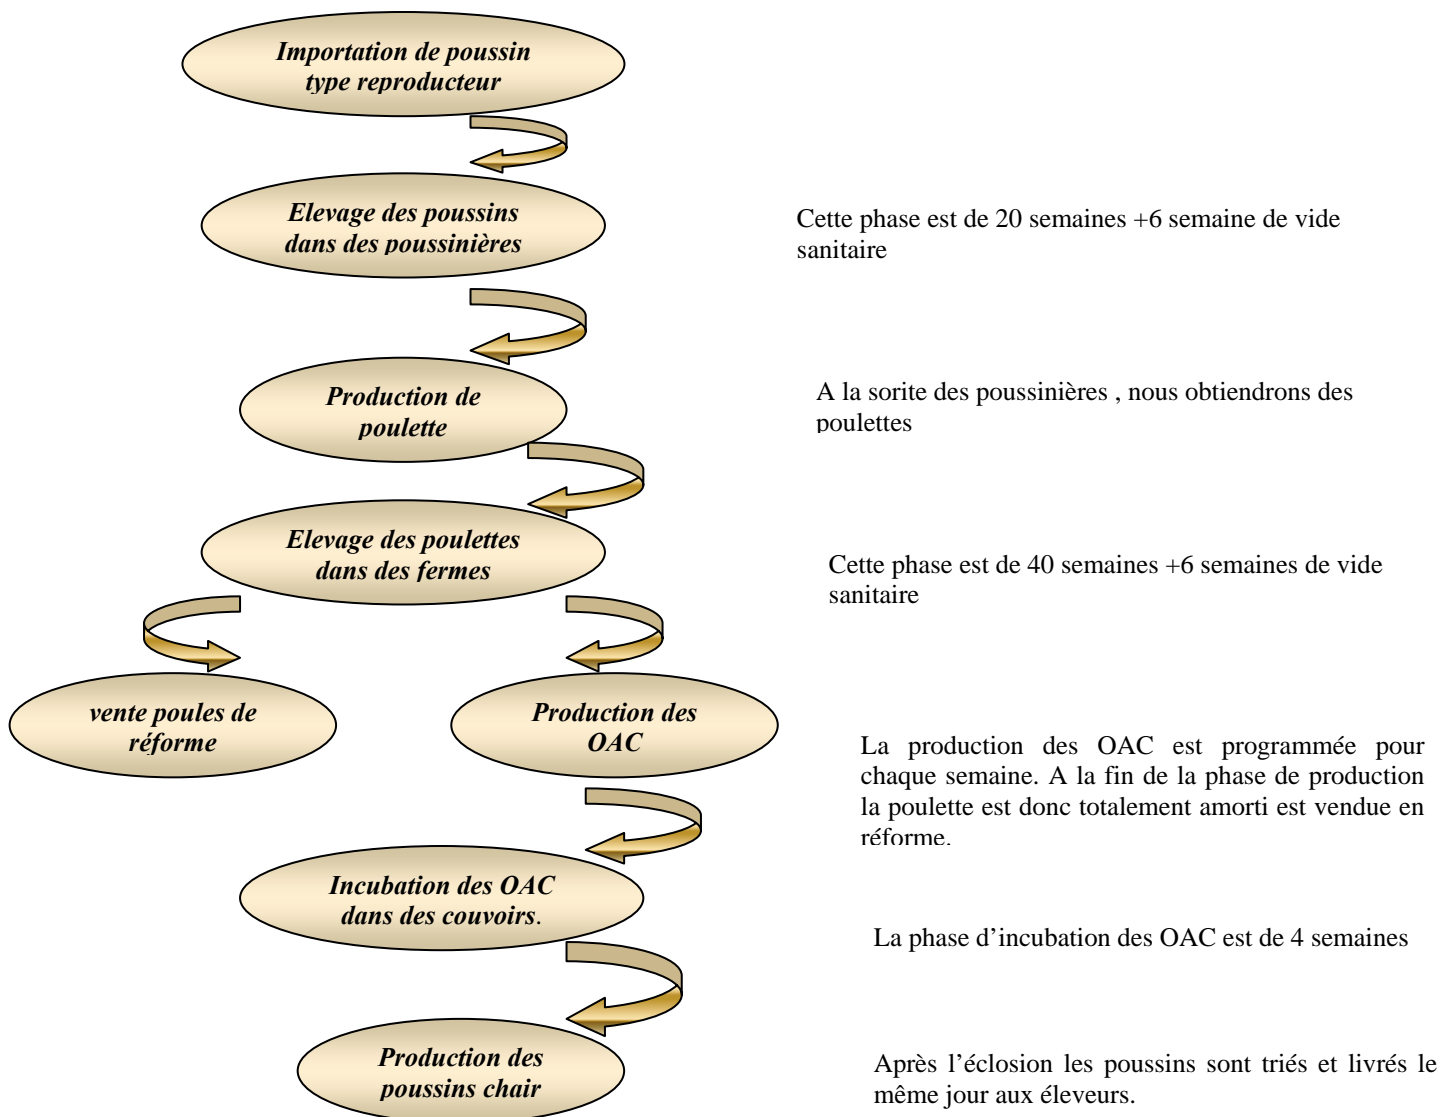 Importation de poussin
type reproducteur
Elevage des poussins
dans des poussinières
Cette phase est de 20 semaines +6 semaine de vide
sanitaire
Production de
poulette
A la sorite des poussinières , nous obtiendrons des
poulettes
Elevage des poulettes
dans des fermes
Cette phase est de 40 semaines +6 semaines de vide
sanitaire
vente poules de
réforme
Production des
OAC
La production des OAC est programmée pour
chaque semaine. A la fin de la phase de production
la poulette est donc totalement amorti est vendue en
réforme.
Incubation des OAC
dans des couvoirs.
La phase d’incubation des OAC est de 4 semaines
Production des
poussins chair
Après l’éclosion les poussins sont triés et livrés le
même jour aux éleveurs.